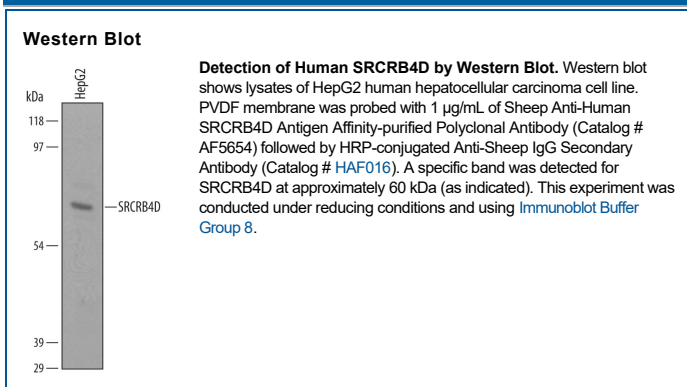 Western Blot
HepG2
kDa
118
97
SRCRB4D
54
39
29
Detection of Human SRCRB4D by Western Blot. Western blot
shows lysates of HepG2 human hepatocellular carcinoma cell line.
PVDF membrane was probed with 1 µg/mL of Sheep Anti-Human
SRCRB4D Antigen Affinity-purified Polyclonal Antibody (Catalog #
AF5654) followed by HRP-conjugated Anti-Sheep IgG Secondary
Antibody (Catalog # HAF016). A specific band was detected for
SRCRB4D at approximately 60 kDa (as indicated). This experiment was
conducted under reducing conditions and using Immunoblot Buffer
Group 8.